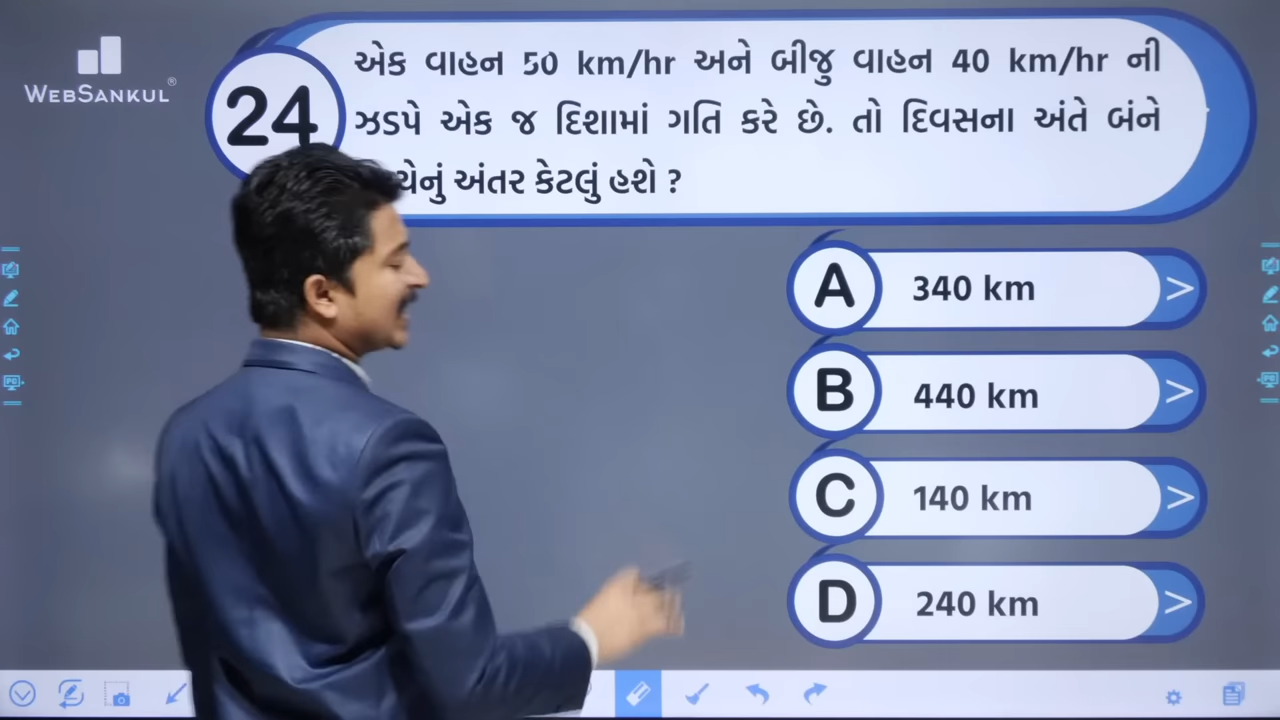 WEBSANKUL®
24
એક વાહન 50 km/hr અને બીજુ વાહન 40 km/hr ની
ઝડપે એક જ દિશામાં ગતિ કરે છે. તો દિવસના અંતે બંને
અંતર કેટલું હશે ?
A 340 km >
B 440 km >
C 140 km >
D 240 km >